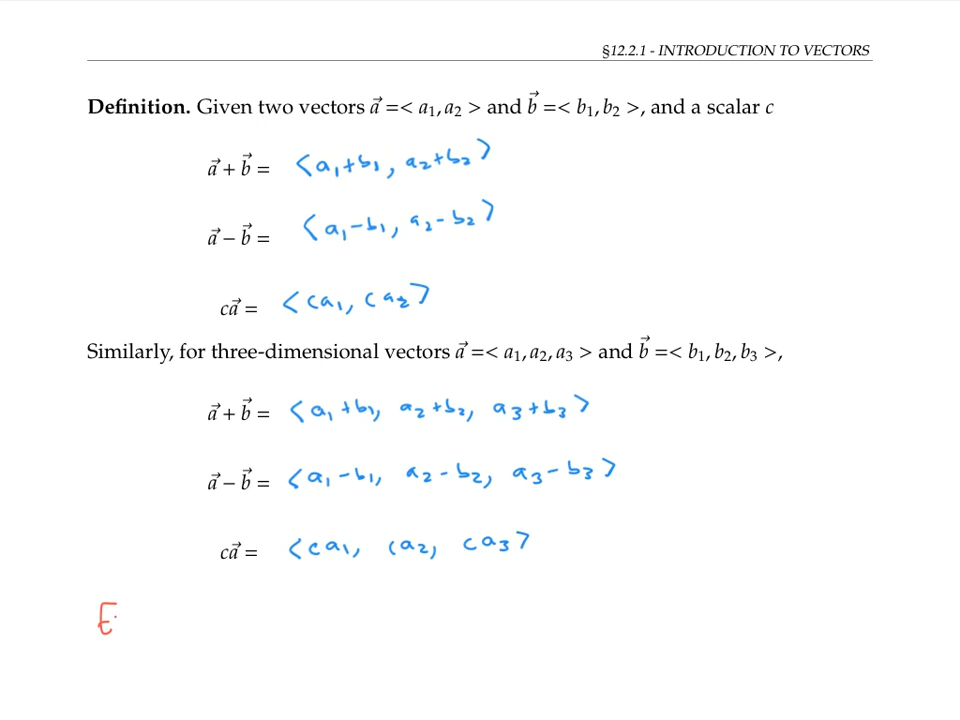 §12.2.1 - INTRODUCTION TO VECTORS
Definition. Given two vectors a⃗ =< a₁, a₂ > and b⃗ =< b₁, b₂ >, and a scalar c
a⃗ + b⃗ = ⟨a₁+b₁, a₂+b₂⟩
a⃗ − b⃗ = ⟨a₁−b₁, a₂−b₂⟩
ca⃗ = ⟨ca₁, ca₂⟩
Similarly, for three-dimensional vectors a⃗ =< a₁, a₂, a₃ > and b⃗ =< b₁, b₂, b₃ >,
a⃗ + b⃗ = ⟨a₁+b₁, a₂+b₂, a₃+b₃⟩
a⃗ − b⃗ = ⟨a₁−b₁, a₂−b₂, a₃−b₃⟩
ca⃗ = ⟨ca₁, ca₂, ca₃⟩
E